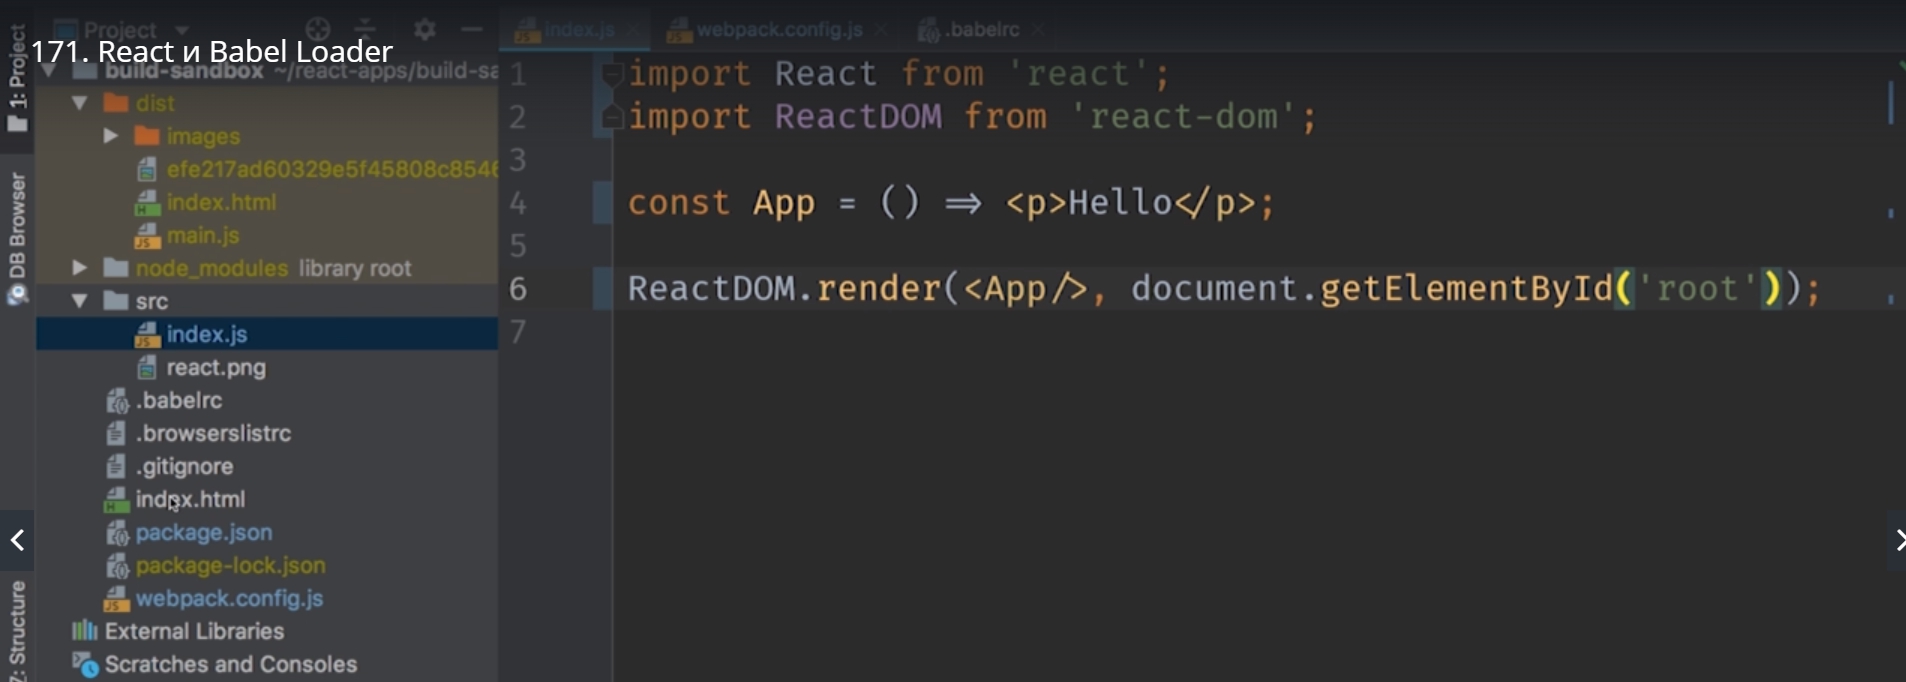 Project
index.js
webpack.config.js
.babelrc
171. React и Babel Loader
1: Project
build-sandbox ~/react-apps/build-sa
dist
images
efe217ad60329e5f45808c8546
index.html
main.js
node_modules library root
src
index.js
react.png
.babelrc
.browserslistrc
.gitignore
index.html
package.json
package-lock.json
webpack.config.js
External Libraries
Scratches and Consoles
DB Browser
Z: Structure
1 import React from 'react';
2 import ReactDOM from 'react-dom';
3
4 const App = () => <p>Hello</p>;
5
6 ReactDOM.render(<App/>, document.getElementById('root'));
7